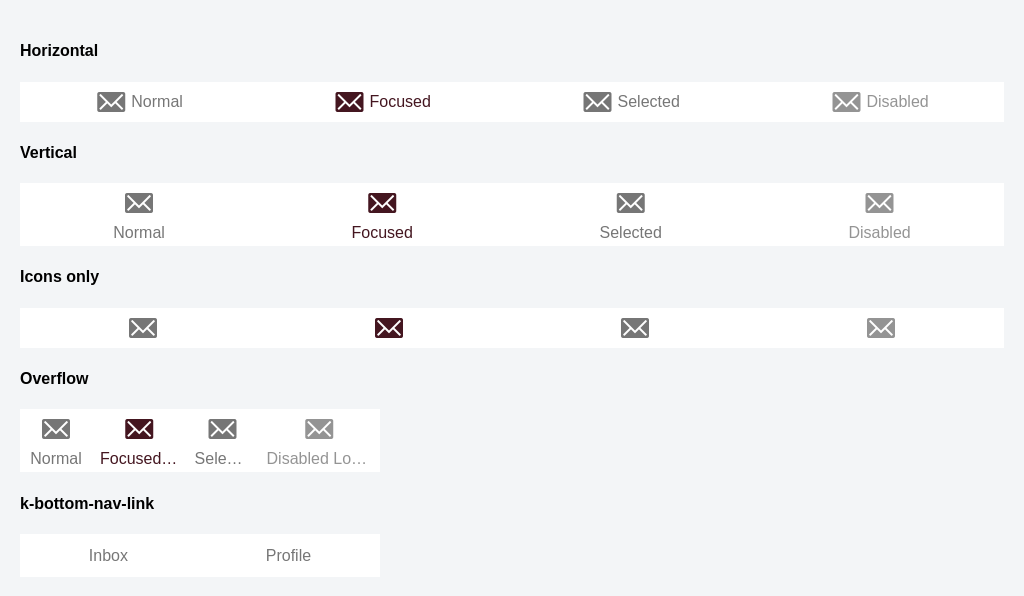 Horizontal
Normal Focused Selected Disabled
Vertical
Normal Focused Selected Disabled
Icons only
Overflow
Normal Focused… Sele… Disabled Lo…
k-bottom-nav-link
Inbox Profile